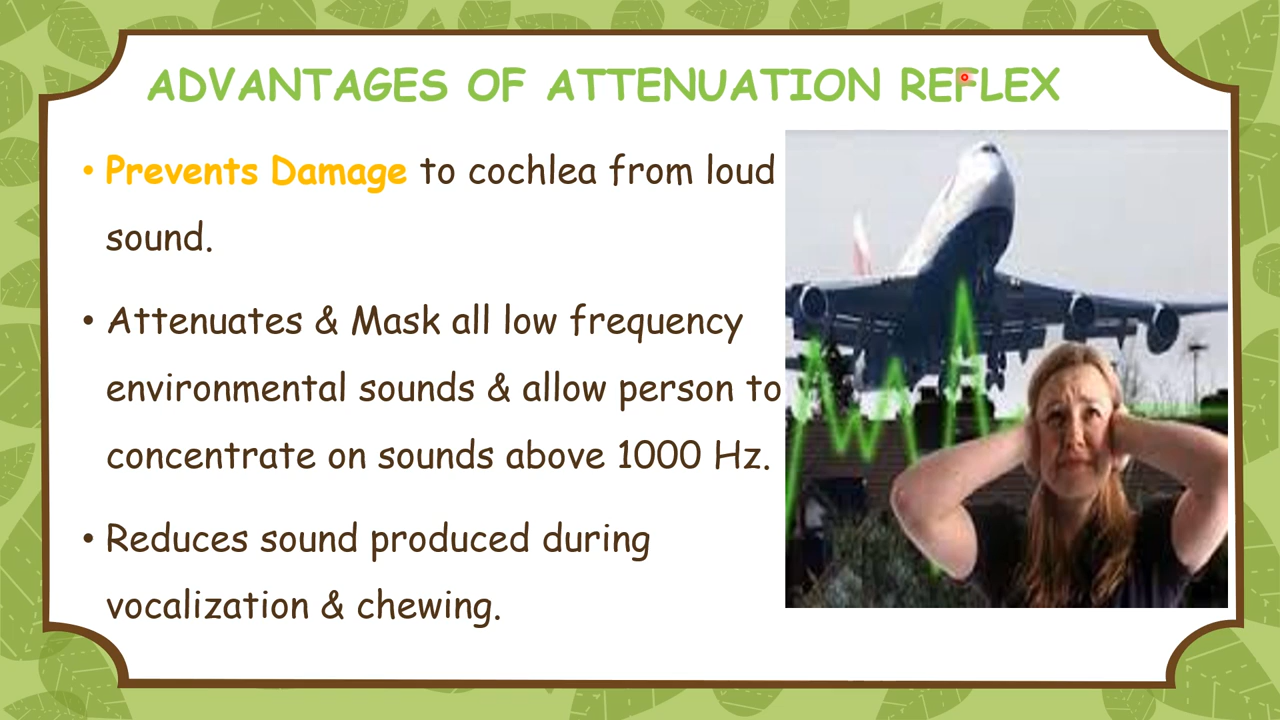 ADVANTAGES OF ATTENUATION REFLEX
• Prevents Damage to cochlea from loud
sound.
• Attenuates & Mask all low frequency
environmental sounds & allow person to
concentrate on sounds above 1000 Hz.
• Reduces sound produced during
vocalization & chewing.